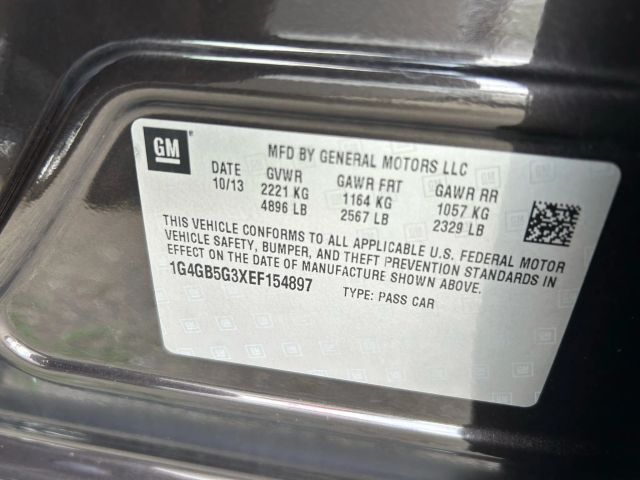 GM
MFD BY GENERAL MOTORS LLC
DATE GVWR GAWR FRT GAWR RR
10/13 2221 KG 1164 KG 1057 KG
4896 LB 2567 LB 2329 LB
THIS VEHICLE CONFORMS TO ALL APPLICABLE U.S. FEDERAL MOTOR
VEHICLE SAFETY, BUMPER, AND THEFT PREVENTION STANDARDS IN
EFFECT ON THE DATE OF MANUFACTURE SHOWN ABOVE.
1G4GB5G3XEF154897 TYPE: PASS CAR